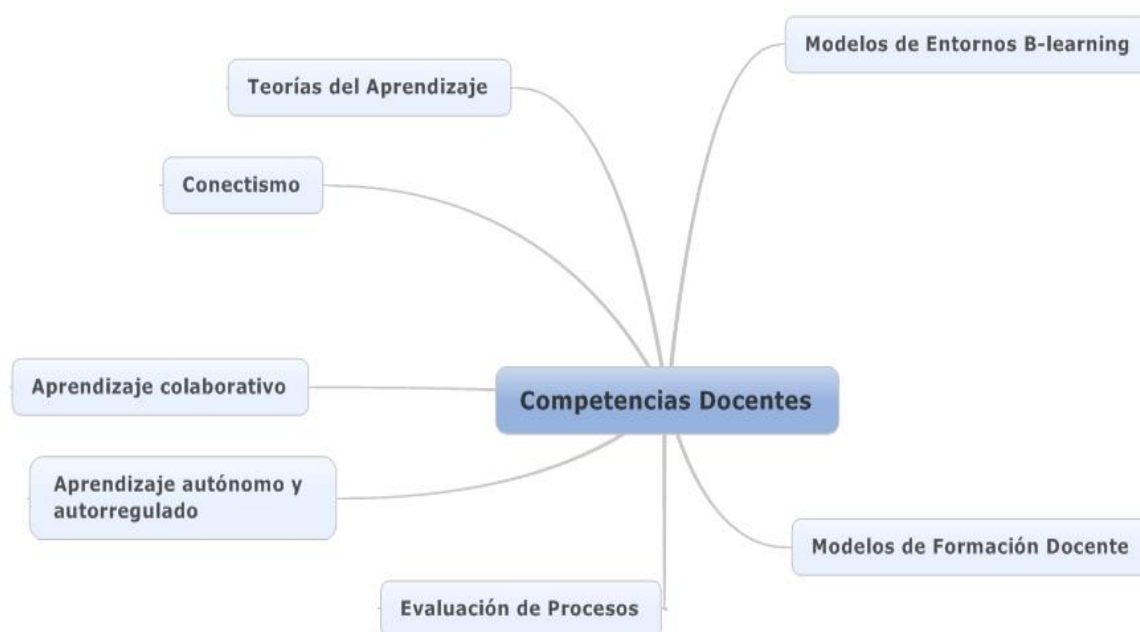 Modelos de Entornos B-learning
Teorías del Aprendizaje
Conectismo
Aprendizaje colaborativo
Competencias Docentes
Aprendizaje autónomo y
autorregulado
Modelos de Formación Docente
Evaluación de Procesos